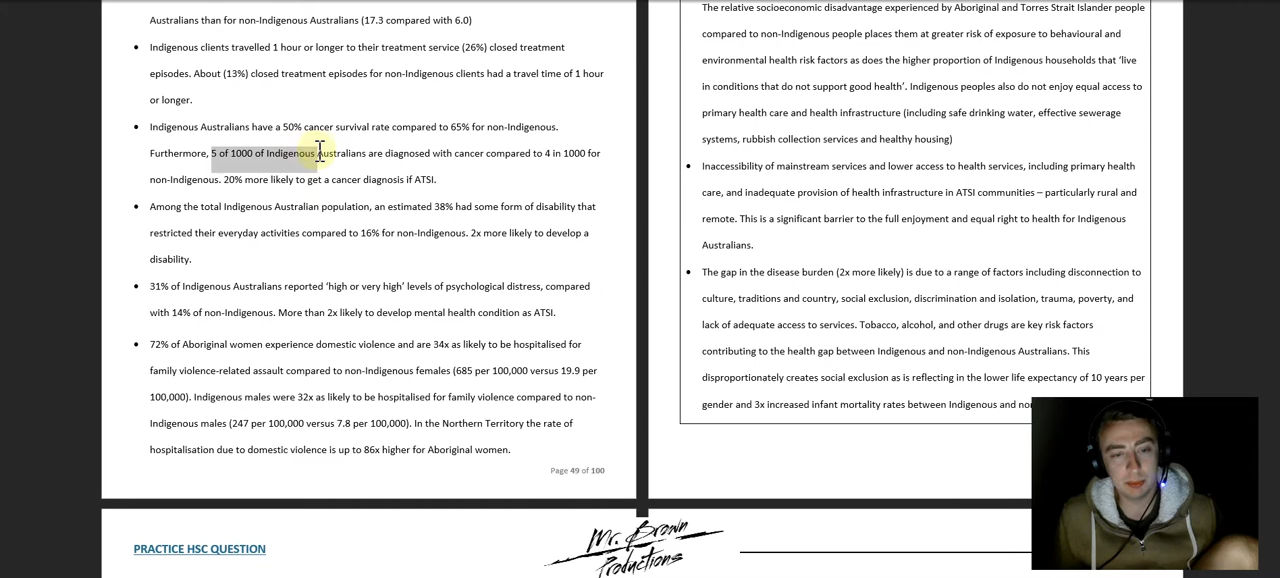 Australians than for non-Indigenous Australians (17.3 compared with 6.0)
• Indigenous clients travelled 1 hour or longer to their treatment service (26%) closed treatment
episodes. About (13%) closed treatment episodes for non-Indigenous clients had a travel time of 1 hour
or longer.
• Indigenous Australians have a 50% cancer survival rate compared to 65% for non-Indigenous.
Furthermore, 5 of 1000 of Indigenous Australians are diagnosed with cancer compared to 4 in 1000 for
non-Indigenous. 20% more likely to get a cancer diagnosis if ATSI.
• Among the total Indigenous Australian population, an estimated 38% had some form of disability that
restricted their everyday activities compared to 16% for non-Indigenous. 2x more likely to develop a
disability.
• 31% of Indigenous Australians reported ‘high or very high’ levels of psychological distress, compared
with 14% of non-Indigenous. More than 2x likely to develop mental health condition as ATSI.
• 72% of Aboriginal women experience domestic violence and are 34x as likely to be hospitalised for
family violence-related assault compared to non-Indigenous females (685 per 100,000 versus 19.9 per
100,000). Indigenous males were 32x as likely to be hospitalised for family violence compared to non-
Indigenous males (247 per 100,000 versus 7.8 per 100,000). In the Northern Territory the rate of
hospitalisation due to domestic violence is up to 86x higher for Aboriginal women.
Page 49 of 100
The relative socioeconomic disadvantage experienced by Aboriginal and Torres Strait Islander people
compared to non-Indigenous people places them at greater risk of exposure to behavioural and
environmental health risk factors as does the higher proportion of Indigenous households that ‘live
in conditions that do not support good health’. Indigenous peoples also do not enjoy equal access to
primary health care and health infrastructure (including safe drinking water, effective sewerage
systems, rubbish collection services and healthy housing)
• Inaccessibility of mainstream services and lower access to health services, including primary health
care, and inadequate provision of health infrastructure in ATSI communities – particularly rural and
remote. This is a significant barrier to the full enjoyment and equal right to health for Indigenous
Australians.
• The gap in the disease burden (2x more likely) is due to a range of factors including disconnection to
culture, traditions and country, social exclusion, discrimination and isolation, trauma, poverty, and
lack of adequate access to services. Tobacco, alcohol, and other drugs are key risk factors
contributing to the health gap between Indigenous and non-Indigenous Australians. This
disproportionately creates social exclusion as is reflecting in the lower life expectancy of 10 years per
gender and 3x increased infant mortality rates between Indigenous and
PRACTICE HSC QUESTION
Mr. Brown
Productions